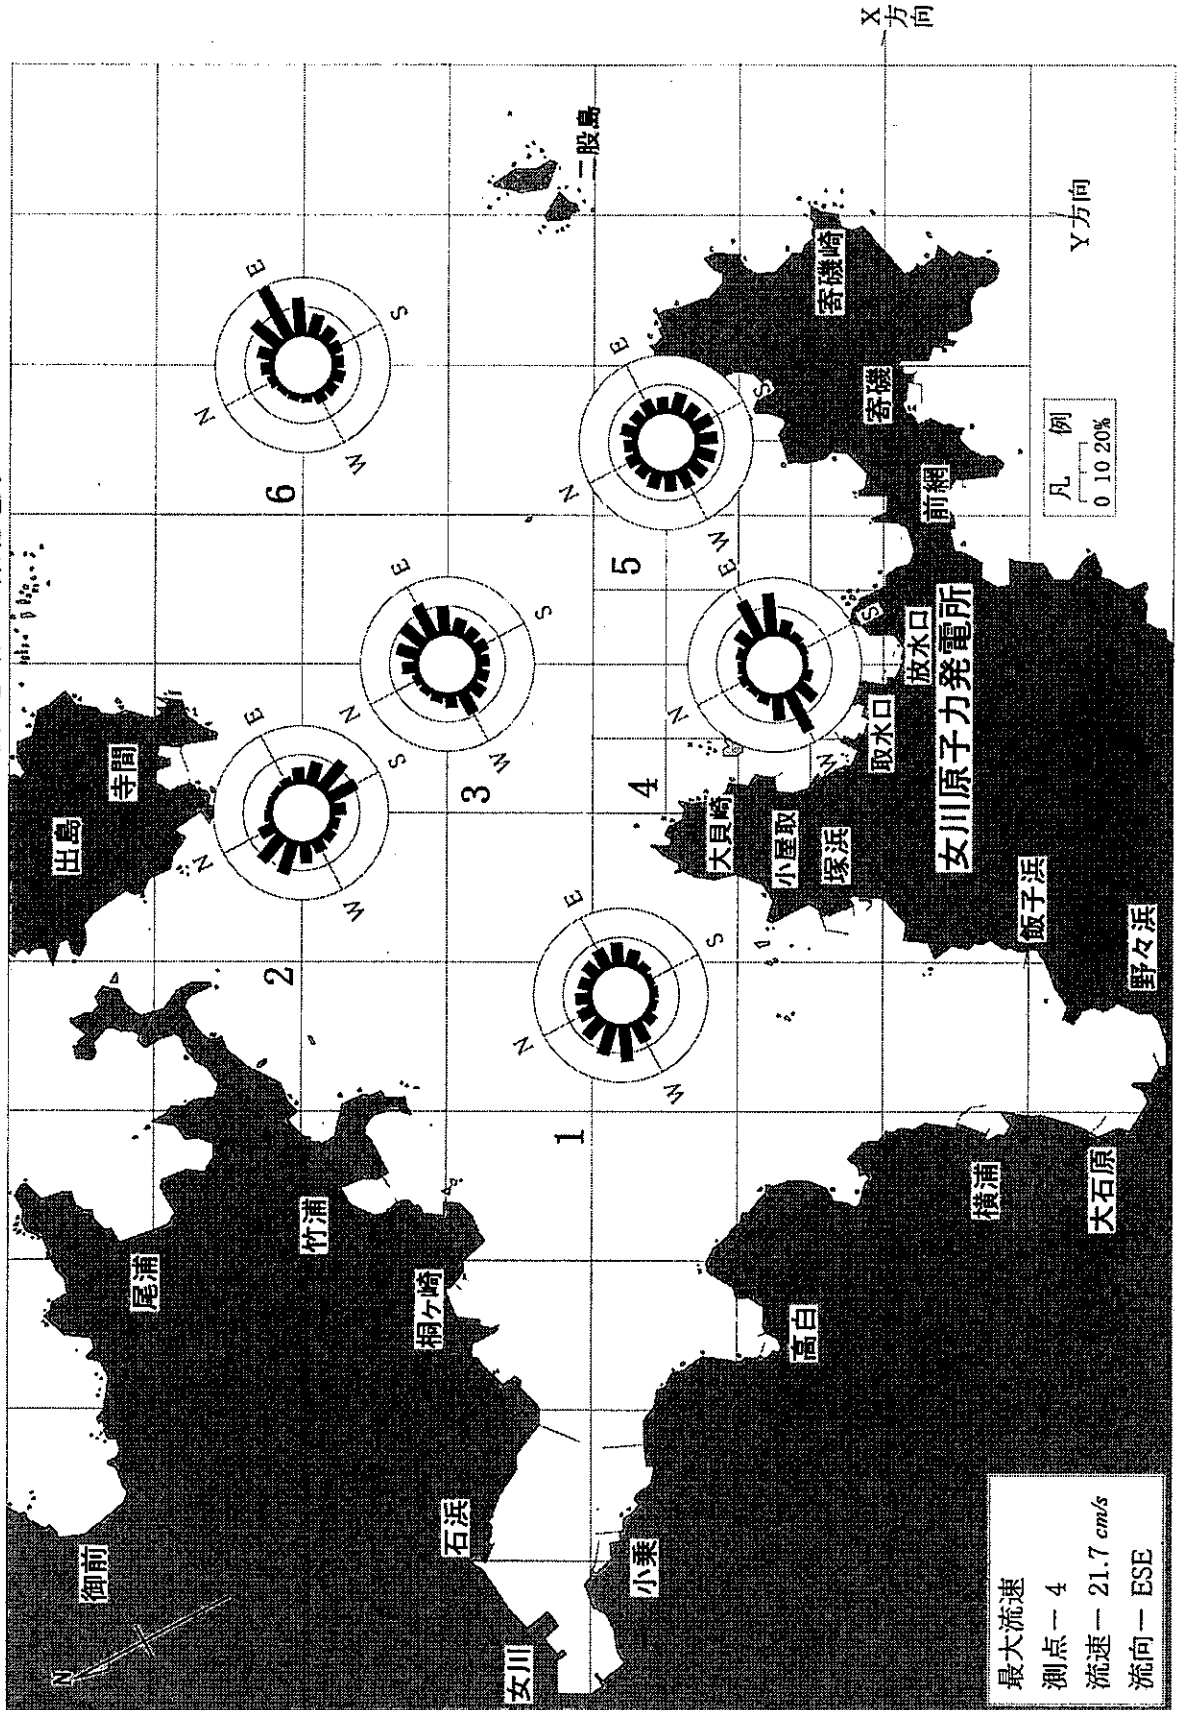 X方向
Y方向
二股島
寄磯崎
寄磯
前網
凡 例
0 10 20%
出島
寺間
女川原子力発電所
放水口
取水口
大貝崎
小屋取
塚浜
飯子浜
野々浜
大石原
横浦
高白
尾浦
竹浦
桐ヶ崎
石浜
小乗
女川
御前
N
1
N
E
S
W
2
N
E
S
W
3
N
E
S
W
4
N
E
S
W
5
N
E
S
W
6
N
E
S
W
最大流速
測点ー 4
流速ー 21.7 cm/s
流向ー ESE